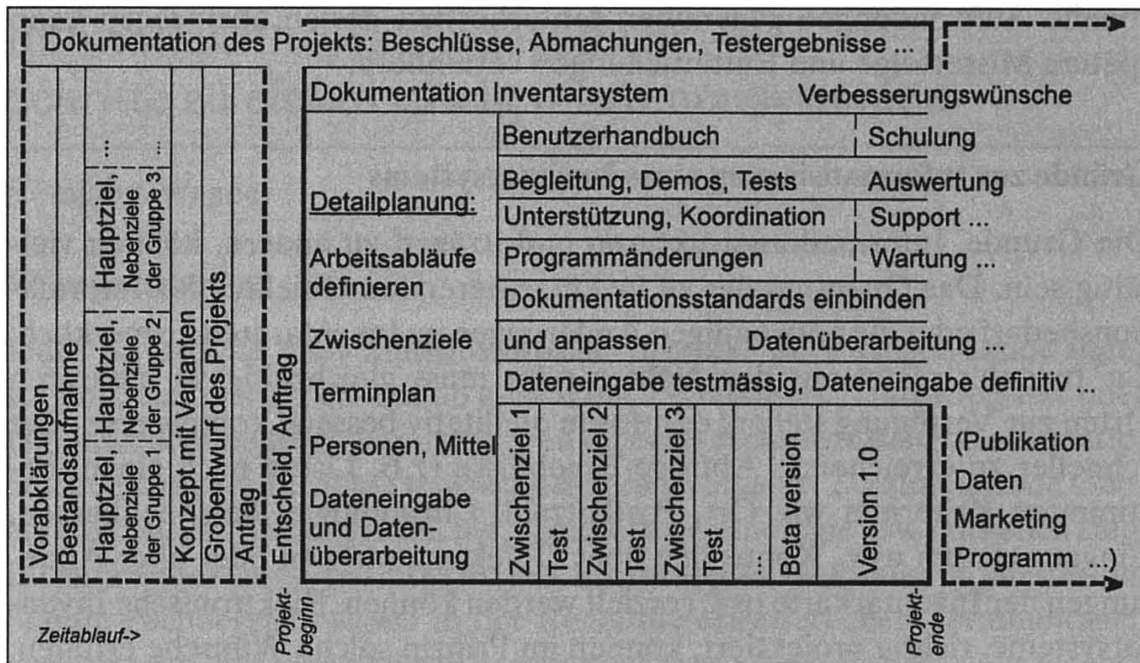 Dokumentation des Projekts: Beschlüsse, Abmachungen, Testergebnisse ...
Vorabklärungen
Bestandsaufnahme
Hauptziel,
Nebenziele
der Gruppe 1
Hauptziel,
Nebenziele
der Gruppe 2
Hauptziel,
Nebenziele
der Gruppe 3
...
...
Konzept mit Varianten
Grobentwurf des Projekts
Antrag
Entscheid, Auftrag
Dokumentation Inventarsystem Verbesserungswünsche
Detailplanung:
Arbeitsabläufe
definieren
Zwischenziele
Terminplan
Personen, Mittel
Dateneingabe
und Daten-
überarbeitung
Benutzerhandbuch Schulung
Begleitung, Demos, Tests Auswertung
Unterstützung, Koordination Support ...
Programmänderungen Wartung ...
Dokumentationsstandards einbinden
und anpassen Datenüberarbeitung ...
Dateneingabe testmässig, Dateneingabe definitiv ...
Zwischenziel 1
Test
Zwischenziel 2
Test
Zwischenziel 3
Test
...
Beta version
Version 10
(Publikation
Daten
Marketing
Programm ...)
Zeitablauf->
Projekt-
beginn
Projekt-
ende